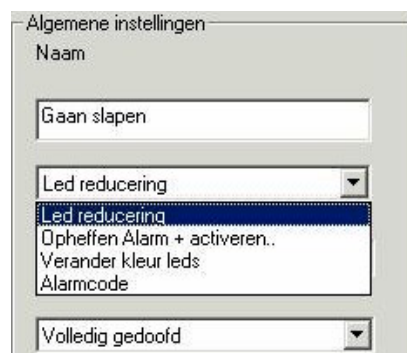 Algemene instellingen
Naam
Gaan slapen
Led reducering
Led reducering
Opheffen Alarm + activeren..
Verander kleur leds
Alarmcode
Volledig gedoofd